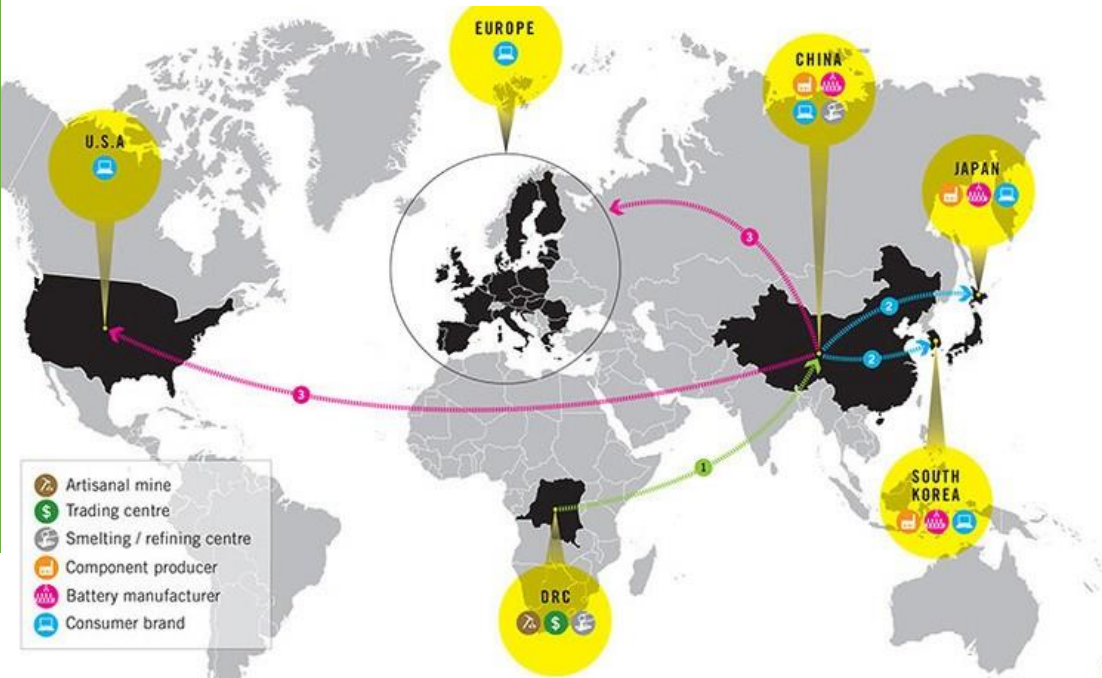 EUROPE
CHINA
U.S.A
JAPAN
3
2
2
3
1
SOUTH
KOREA
DRC
$
Artisanal mine
$ Trading centre
Smelting / refining centre
Component producer
Battery manufacturer
Consumer brand